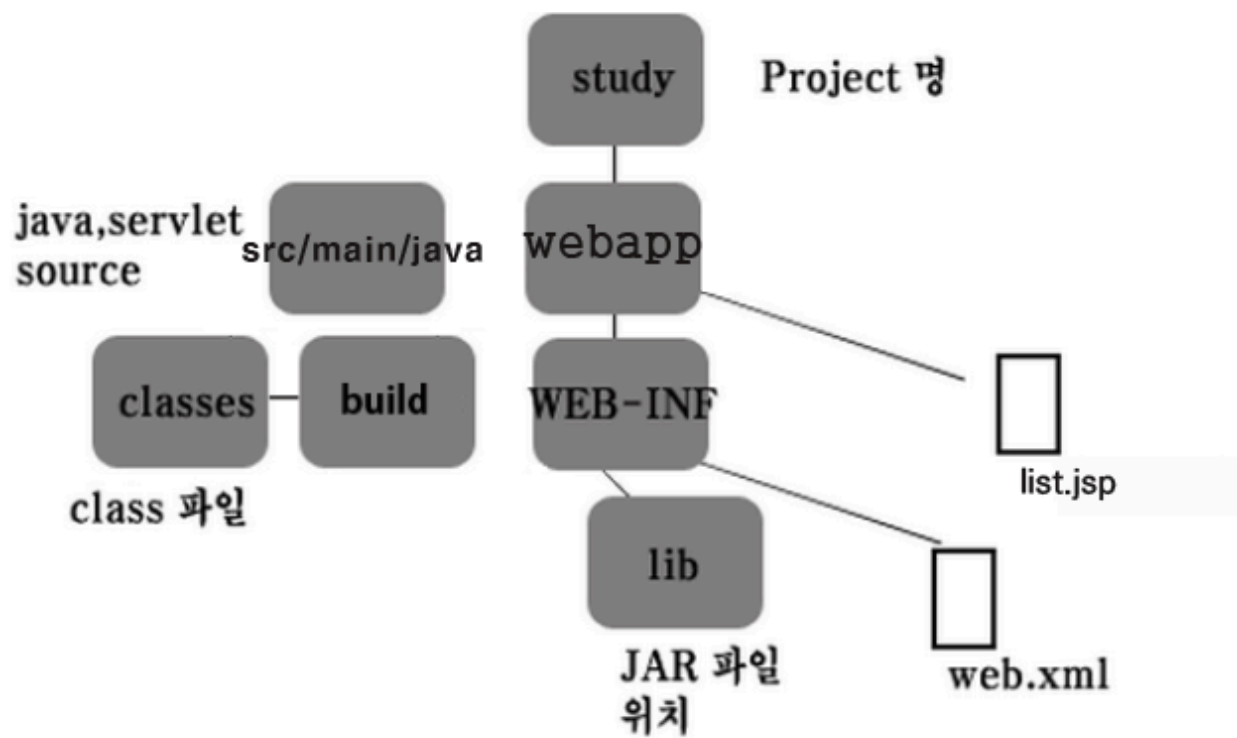 study
Project 명
java,servlet
source
src/main/java
webapp
classes
build
WEB-INF
list.jsp
class 파일
lib
web.xml
JAR 파일
위치